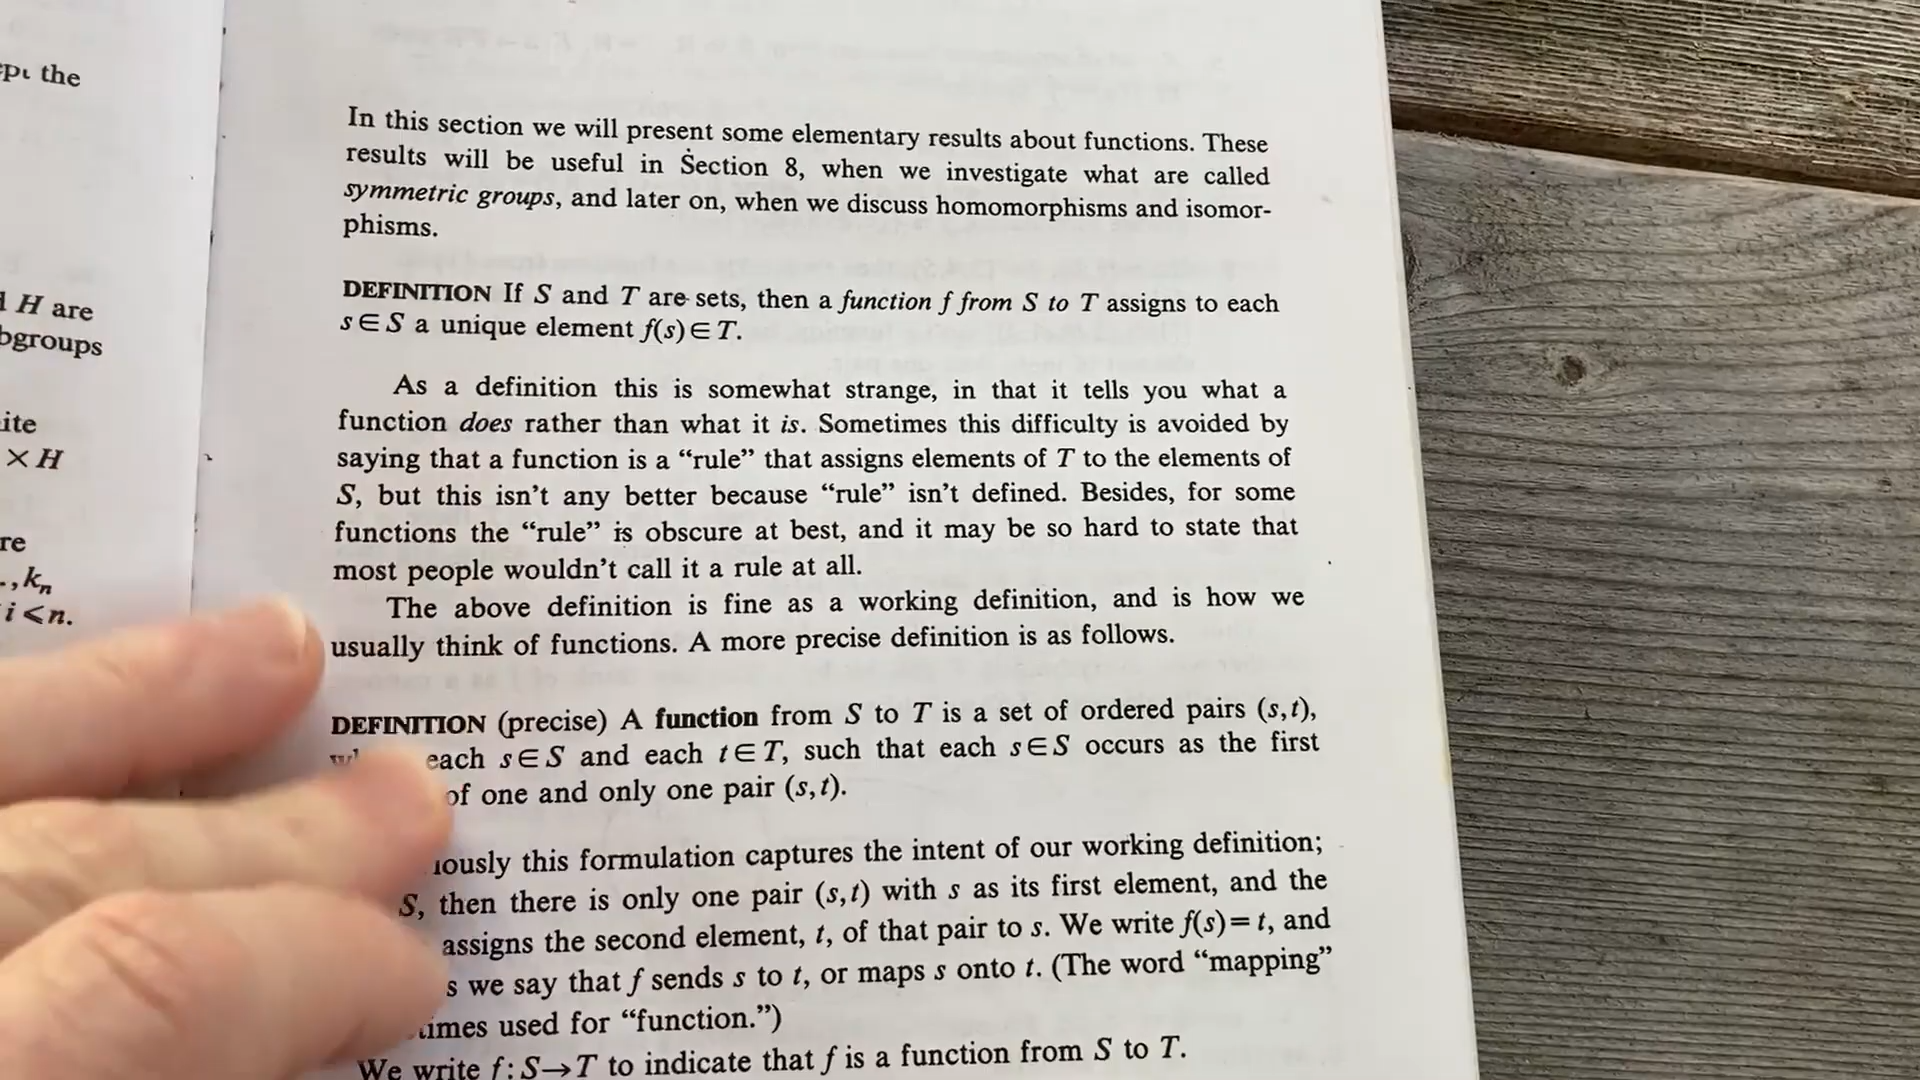 the
H are
bgroups
ite
× H
re
., kₙ
i ⩽ n.
In this section we will present some elementary results about functions. These
results will be useful in Section 8, when we investigate what are called
symmetric groups, and later on, when we discuss homomorphisms and isomor-
phisms.
DEFINITION If S and T are sets, then a function f from S to T assigns to each
s∈S a unique element f(s)∈T.
As a definition this is somewhat strange, in that it tells you what a
function does rather than what it is. Sometimes this difficulty is avoided by
saying that a function is a “rule” that assigns elements of T to the elements of
S, but this isn’t any better because “rule” isn’t defined. Besides, for some
functions the “rule” is obscure at best, and it may be so hard to state that
most people wouldn’t call it a rule at all.
The above definition is fine as a working definition, and is how we
usually think of functions. A more precise definition is as follows.
DEFINITION (precise) A function from S to T is a set of ordered pairs (s,t),
each s∈S and each t∈T, such that each s∈S occurs as the first
of one and only one pair (s,t).
iously this formulation captures the intent of our working definition;
S, then there is only one pair (s,t) with s as its first element, and the
assigns the second element, t, of that pair to s. We write f(s)=t, and
s we say that f sends s to t, or maps s onto t. (The word “mapping”
times used for “function.”)
We write f:S→T to indicate that f is a function from S to T.